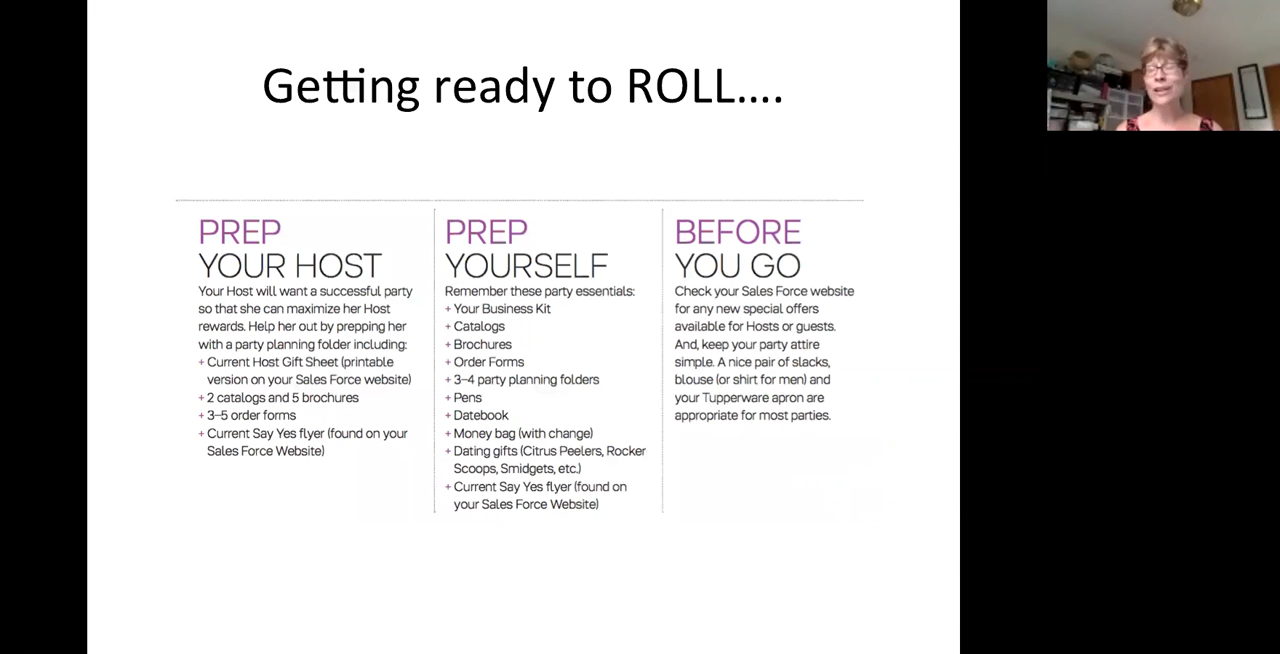 Getting ready to ROLL....
PREP
YOUR HOST
Your Host will want a successful party
so that she can maximize her Host
rewards. Help her out by prepping her
with a party planning folder including:
+ Current Host Gift Sheet (printable
version on your Sales Force website)
+ 2 catalogs and 5 brochures
+ 3–5 order forms
+ Current Say Yes flyer (found on your
Sales Force Website)
PREP
YOURSELF
Remember these party essentials:
+ Your Business Kit
+ Catalogs
+ Brochures
+ Order Forms
+ 3–4 party planning folders
+ Pens
+ Datebook
+ Money bag (with change)
+ Dating gifts (Citrus Peelers, Rocker
Scoops, Smidgets, etc.)
+ Current Say Yes flyer (found on
your Sales Force Website)
BEFORE
YOU GO
Check your Sales Force website
for any new special offers
available for Hosts or guests.
And, keep your party attire
simple. A nice pair of slacks,
blouse (or shirt for men) and
your Tupperware apron are
appropriate for most parties.